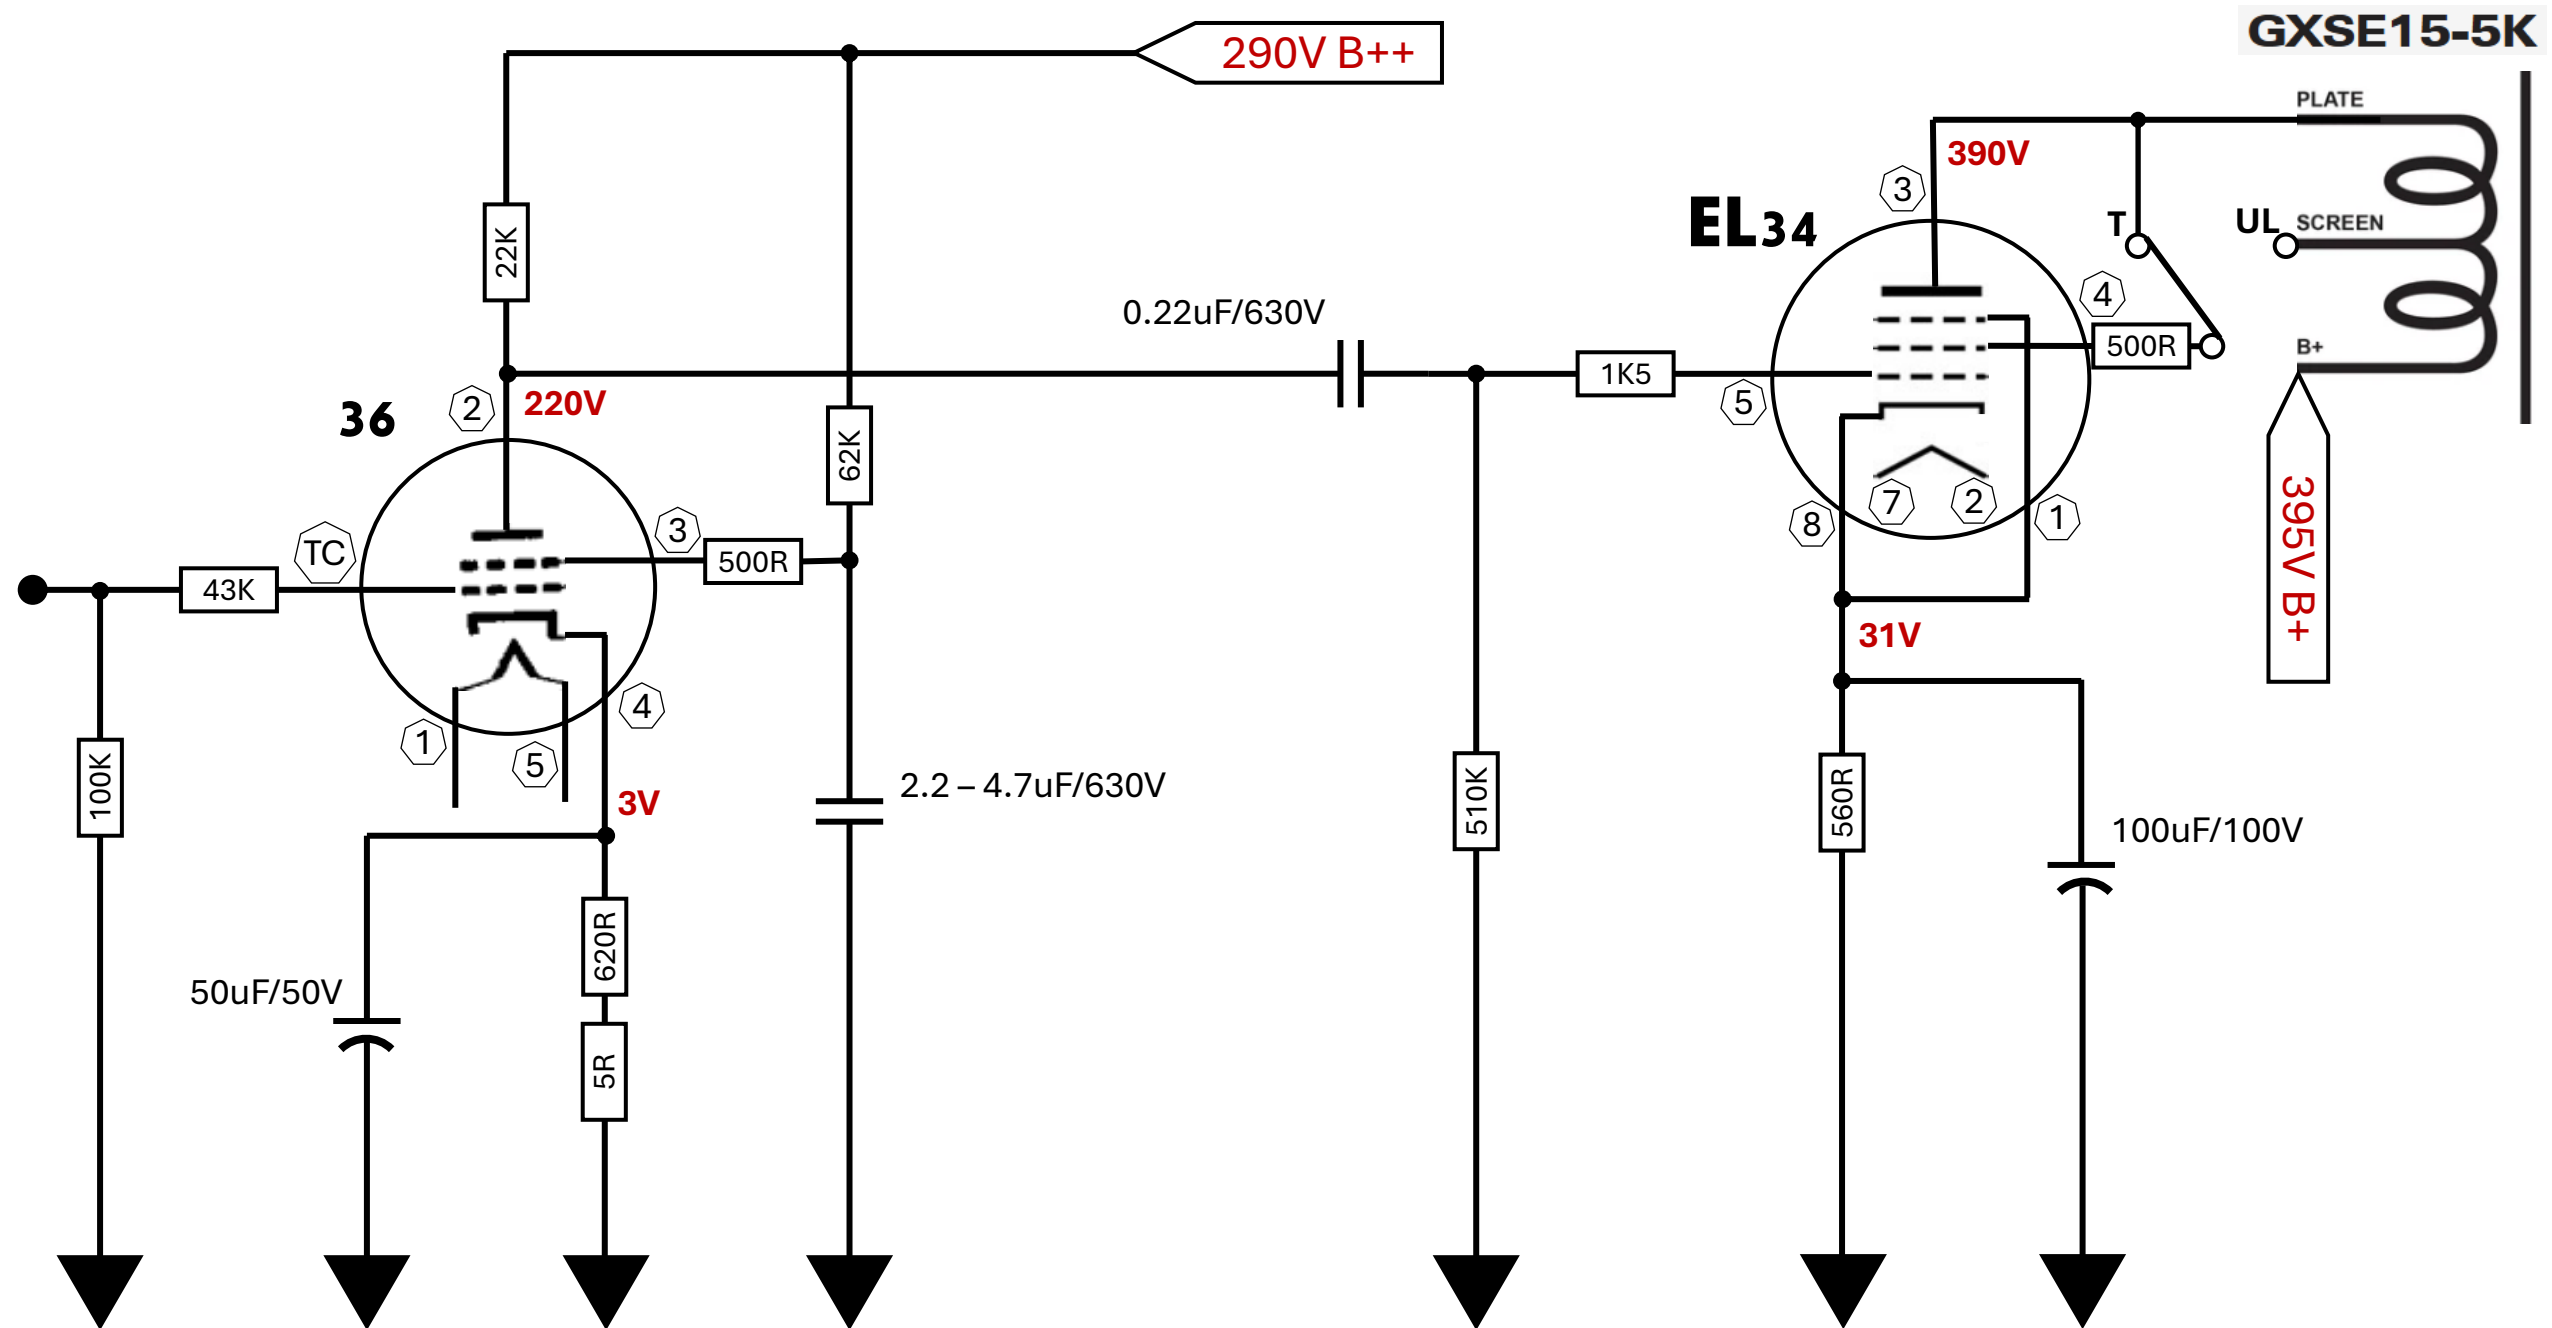 GXSE15-5K
290V B++
PLATE
390V
3
EL34
T
UL
SCREEN
22K
4
0.22uF/630V
500R
B+
1K5
2
220V
36
5
62K
395V B+
7
2
8
1
3
TC
500R
43K
31V
4
1
5
100K
3V
2.2 – 4.7uF/630V
510K
560R
100uF/100V
620R
50uF/50V
5R